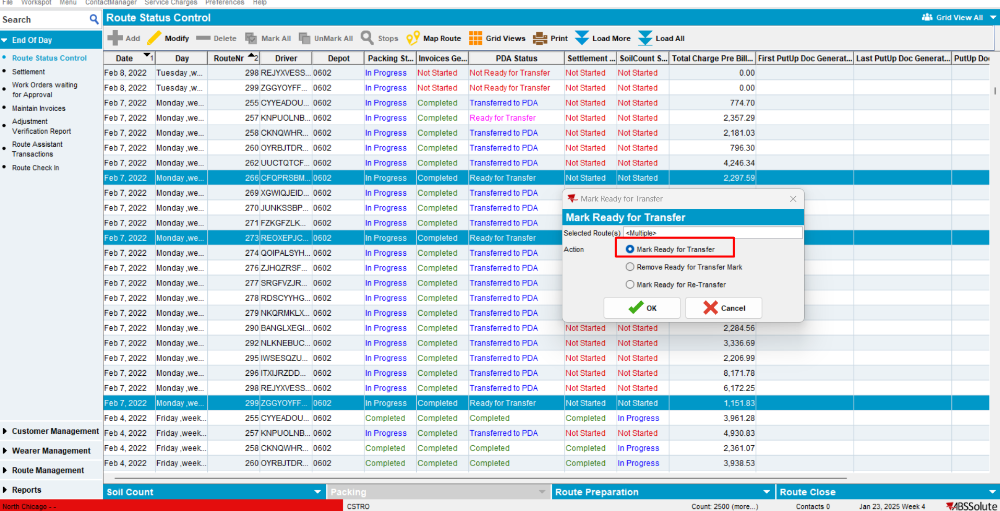 File Workspot Menu ContactManager Service Charges Preferences Help
Search
Route Status Control
Grid View All
End Of Day
Route Status Control
Settlement
Work Orders waiting
for Approval
Maintain Invoices
Adjustment
Verification Report
Route Assistant
Transactions
Route Check In
Customer Management
Wearer Management
Route Management
Reports
Add Modify Delete Mark All UnMark All Stops Map Route Grid Views Print Load More Load All
Date 1 Day RouteNr 2 Driver Depot Packing St... Invoices Ge... PDA Status Settlement ... SoilCount S... Total Charge Pre Bill... First PutUp Doc Generat... Last PutUp Doc Generat... PutUp Do
Feb 8, 2022 Tuesday ,w... 298 REJYXVESS... 0602 In Progress Not Started Not Ready for Transfer Not Started Not Started 0.00
Feb 8, 2022 Tuesday ,w... 299 ZGGYOYFF... 0602 In Progress Not Started Not Ready for Transfer Not Started Not Started 0.00
Feb 7, 2022 Monday ,we... 255 CYYEADOU... 0602 In Progress Completed Transferred to PDA Not Started Not Started 774.70
Feb 7, 2022 Monday ,we... 257 KNPUOLNB... 0602 In Progress Completed Ready for Transfer Not Started Not Started 2,357.29
Feb 7, 2022 Monday ,we... 258 CKNQWHR... 0602 In Progress Completed Transferred to PDA Not Started Not Started 2,181.03
Feb 7, 2022 Monday ,we... 260 OYRBJTDR... 0602 In Progress Completed Transferred to PDA Not Started Not Started 796.30
Feb 7, 2022 Monday ,we... 262 UUCTQTCF... 0602 In Progress Completed Transferred to PDA Not Started Not Started 4,246.34
Feb 7, 2022 Monday ,we... 266 CFQPRSBM... 0602 In Progress Completed Ready for Transfer Not Started Not Started 2,297.59
Feb 7, 2022 Monday ,we... 269 XGWIQJEID... 0602 In Progress Completed Transferred to PDA
Feb 7, 2022 Monday ,we... 270 JUNKSSBP... 0602 In Progress Completed Transferred to PDA
Feb 7, 2022 Monday ,we... 271 FZKGFZLK... 0602 In Progress Completed Transferred to PDA
Feb 7, 2022 Monday ,we... 273 REOXEPJC... 0602 In Progress Completed Ready for Transfer
Feb 7, 2022 Monday ,we... 274 QOIPALSYH... 0602 In Progress Completed Transferred to PDA
Feb 7, 2022 Monday ,we... 276 ZJHQZRSF... 0602 In Progress Completed Transferred to PDA
Feb 7, 2022 Monday ,we... 277 SRGFVZJR... 0602 In Progress Completed Transferred to PDA
Feb 7, 2022 Monday ,we... 278 RDSCYYHG... 0602 In Progress Completed Transferred to PDA
Feb 7, 2022 Monday ,we... 279 NKQRMKLX... 0602 In Progress Completed Transferred to PDA
Feb 7, 2022 Monday ,we... 290 BANGLXEGI... 0602 In Progress Completed Transferred to PDA Not Started Not Started 2,284.56
Feb 7, 2022 Monday ,we... 292 NLKNEBUC... 0602 In Progress Completed Transferred to PDA Not Started Not Started 3,336.69
Feb 7, 2022 Monday ,we... 295 IWSESQZU... 0602 In Progress Completed Transferred to PDA Not Started Not Started 2,206.99
Feb 7, 2022 Monday ,we... 296 ITXIJRZDD... 0602 In Progress Completed Transferred to PDA Not Started Not Started 8,171.78
Feb 7, 2022 Monday ,we... 298 REJYXVESS... 0602 In Progress Completed Transferred to PDA Not Started Not Started 6,172.25
Feb 7, 2022 Monday ,we... 299 ZGGYOYFF... 0602 In Progress Completed Ready for Transfer Not Started Not Started 1,151.83
Feb 4, 2022 Friday ,week... 255 CYYEADOU... 0602 Completed Completed Completed Completed In Progress 3,961.28
Feb 4, 2022 Friday ,week... 257 KNPUOLNB... 0602 In Progress Completed Transferred to PDA Not Started Not Started 4,930.83
Feb 4, 2022 Friday ,week... 258 CKNQWHR... 0602 Completed Completed Completed Completed In Progress 2,361.07
Feb 4, 2022 Friday ,week... 260 OYRBJTDR... 0602 Completed Completed Completed Completed In Progress 3,938.53
Mark Ready for Transfer
Mark Ready for Transfer
Selected Route(s) <Multiple>
Action
Mark Ready for Transfer
Remove Ready for Transfer Mark
Mark Ready for Re-Transfer
OK Cancel
Soil Count Packing Route Preparation Route Close
North Chicago - - CSTRO Count: 2500 (more...) Contacts 0 Jan 23, 2025 Week 4 ABSSolute